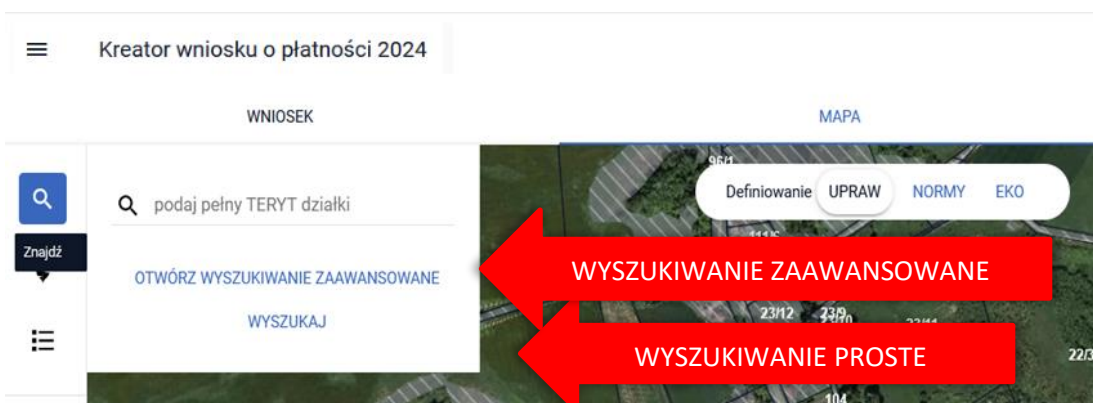 Kreator wniosku o płatności 2024
WNIOSEK
MAPA
96/1
podaj pełny TERYT działki
Definiowanie UPRAW NORMY EKO
Znajdź
OTWÓRZ WYSZUKIWANIE ZAAWANSOWANE
WYSZUKIWANIE ZAAWANSOWANE
23/12
23/9
WYSZUKAJ
WYSZUKIWANIE PROSTE
104